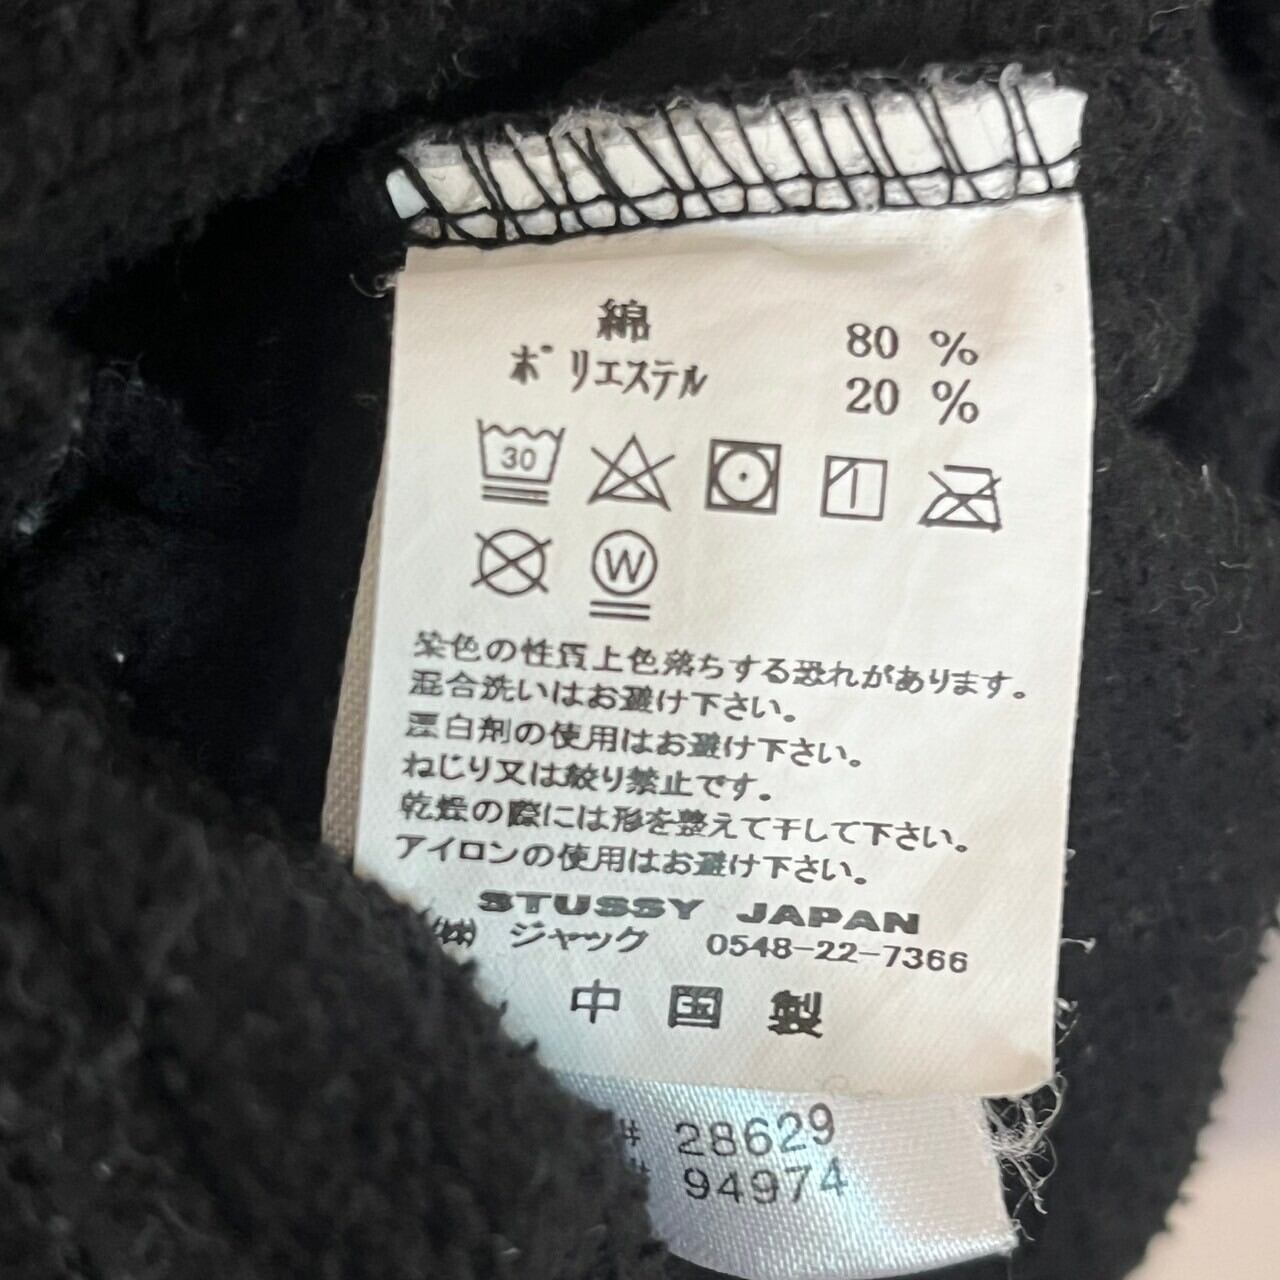 綿 80 %
ポリエステル 20 %
30
W
染色の性質上色落ちする恐れがあります。
混合洗いはお避け下さい。
漂白剤の使用はお避け下さい。
ねじり又は絞り禁止です。
乾燥の際には形を整えて干して下さい。
アイロンの使用はお避け下さい。
STUSSY JAPAN
(株) ジャック 0548-22-7366
中国製
# 28629
# 94974